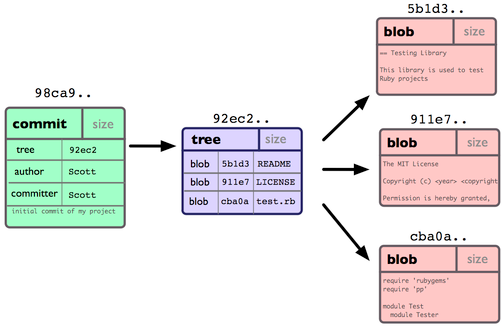 98ca9..
commit size
tree 92ec2
author Scott
committer Scott
initial commit of my project
92ec2..
tree size
blob 5b1d3 README
blob 911e7 LICENSE
blob cba0a test.rb
5b1d3..
blob size
== Testing Library
This library is used to test
Ruby projects
911e7..
blob size
The MIT License
Copyright (c) <year> <copyright
Permission is hereby granted,
cba0a..
blob size
require 'rubygems'
require 'pp'
module Test
module Tester